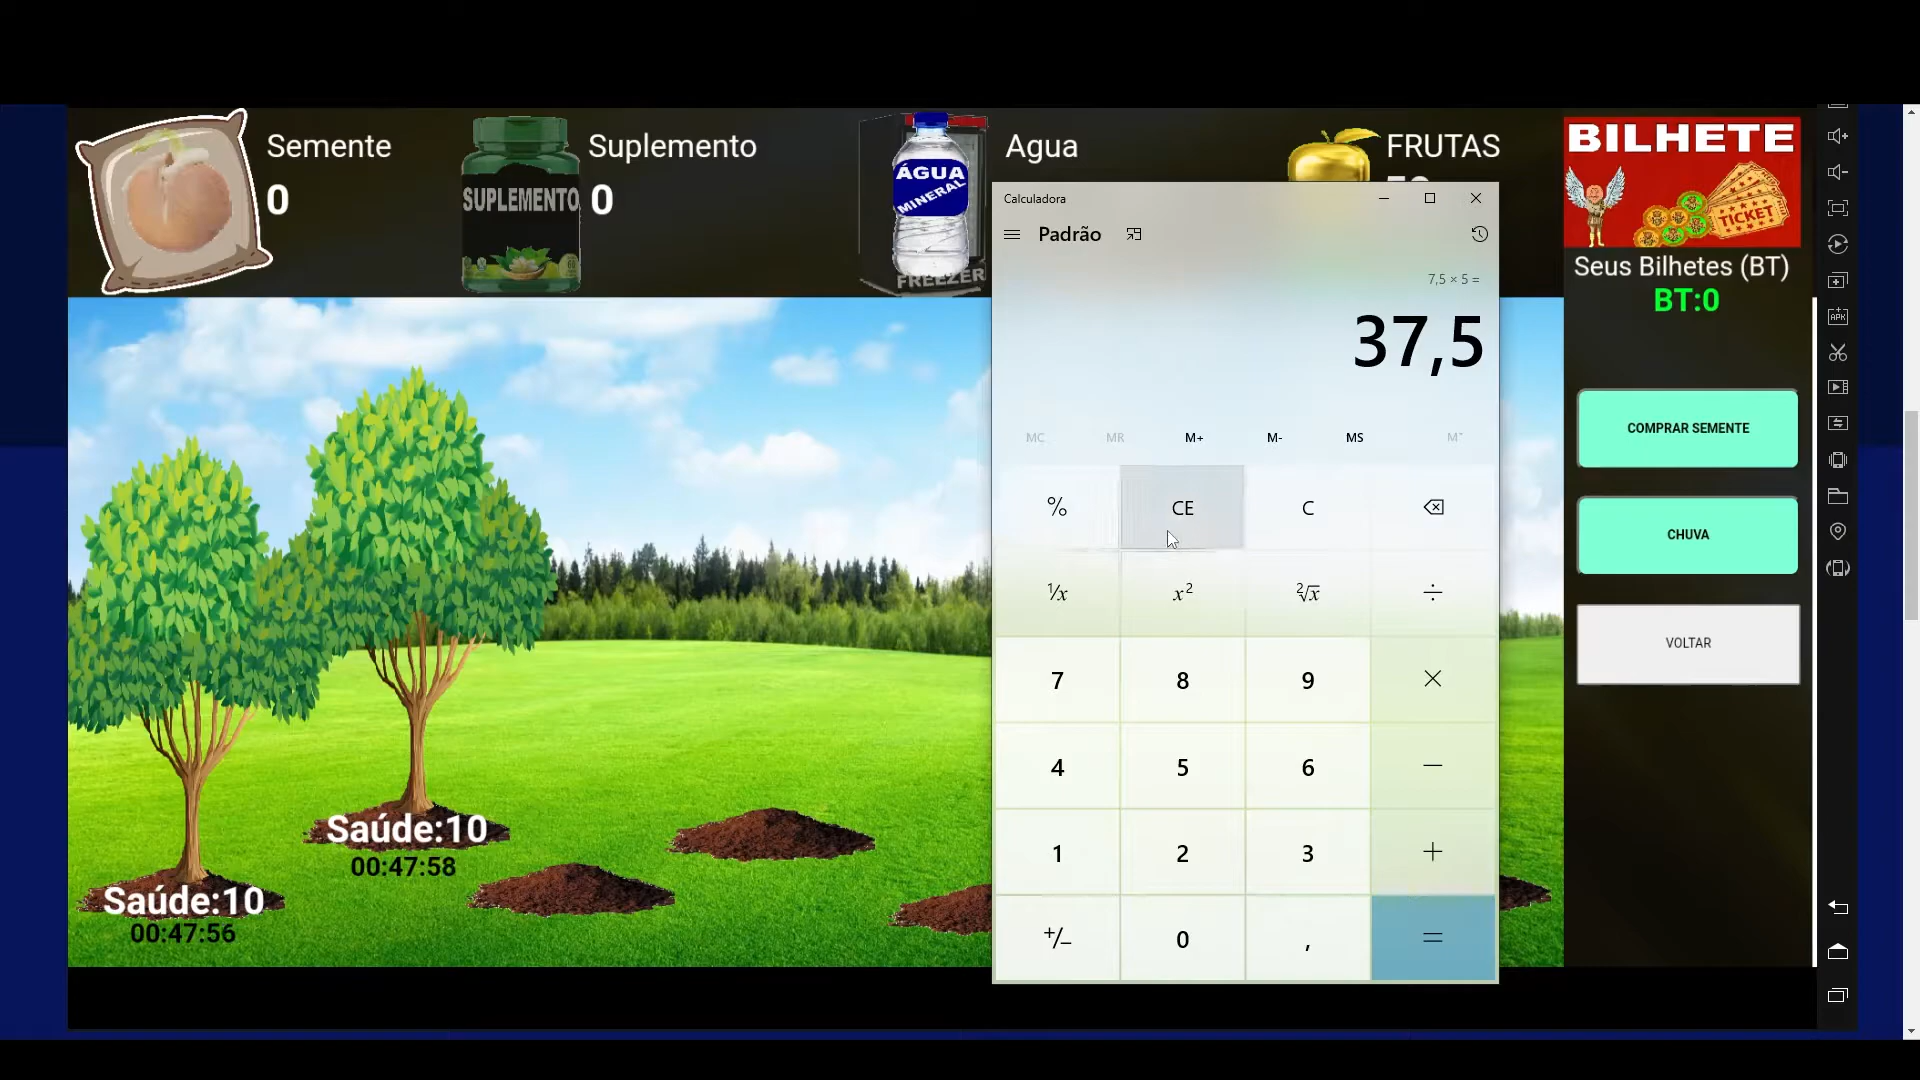 Semente
0
SUPLEMENTO
Suplemento
0
ÁGUA
MINERAL
FREEZER
Agua
FRUTAS
BILHETE
TICKET
Seus Bilhetes (BT)
BT:0
Calculadora
Padrão
7,5 × 5 =
37,5
MC MR M+ M- MS M˅
% CE C
¹/x x² ²√x ÷
7 8 9 ×
4 5 6 −
1 2 3 +
+/− 0 , =
COMPRAR SEMENTE
CHUVA
VOLTAR
APK
Saúde:10
00:47:58
Saúde:10
00:47:56